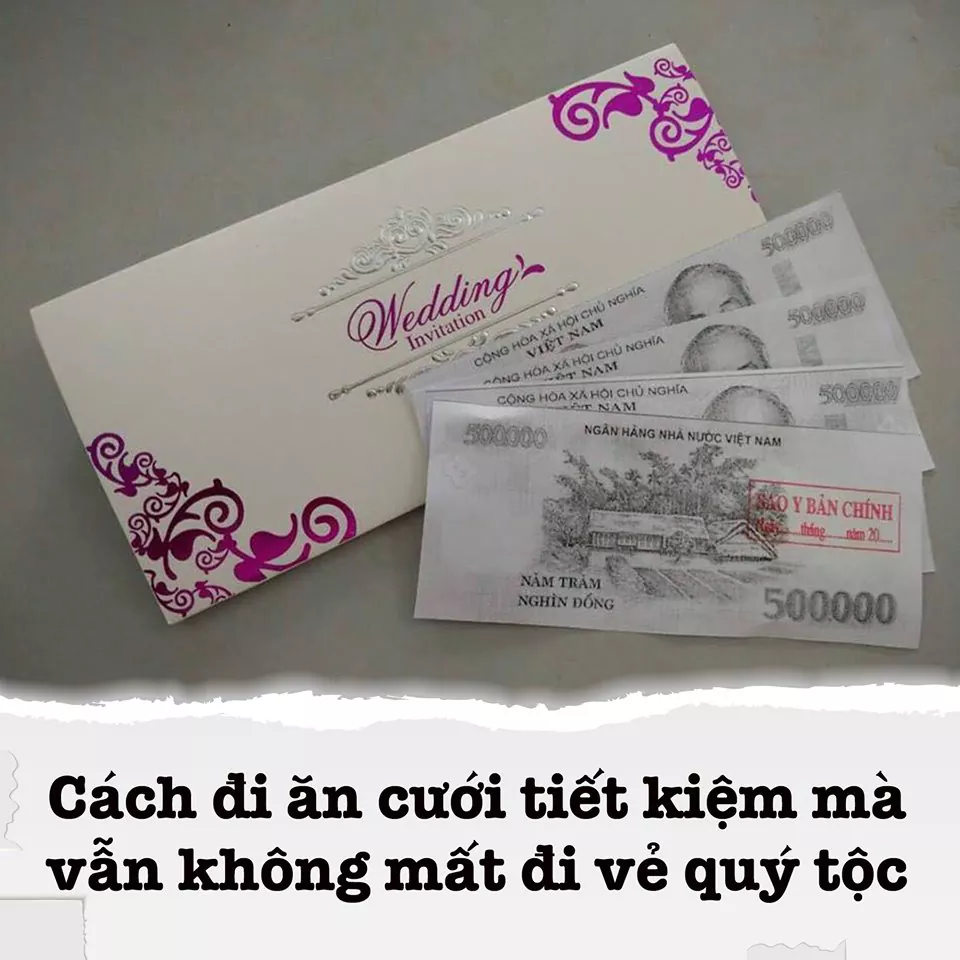 Wedding
Invitation
500000
CỘNG HÒA XÃ HỘI CHỦ NGHĨA
VIỆT NAM
500000
CỘNG HÒA XÃ HỘI CHỦ NGHĨA
VIỆT NAM
500000
CỘNG HÒA XÃ HỘI CHỦ NGHĨA
VIỆT NAM
500000
NGÂN HÀNG NHÀ NƯỚC VIỆT NAM
SAO Y BẢN CHÍNH
Ngày......tháng......năm 20.....
NĂM TRĂM
NGHÌN ĐỒNG
500000
Cách đi ăn cưới tiết kiệm mà
vẫn không mất đi vẻ quý tộc